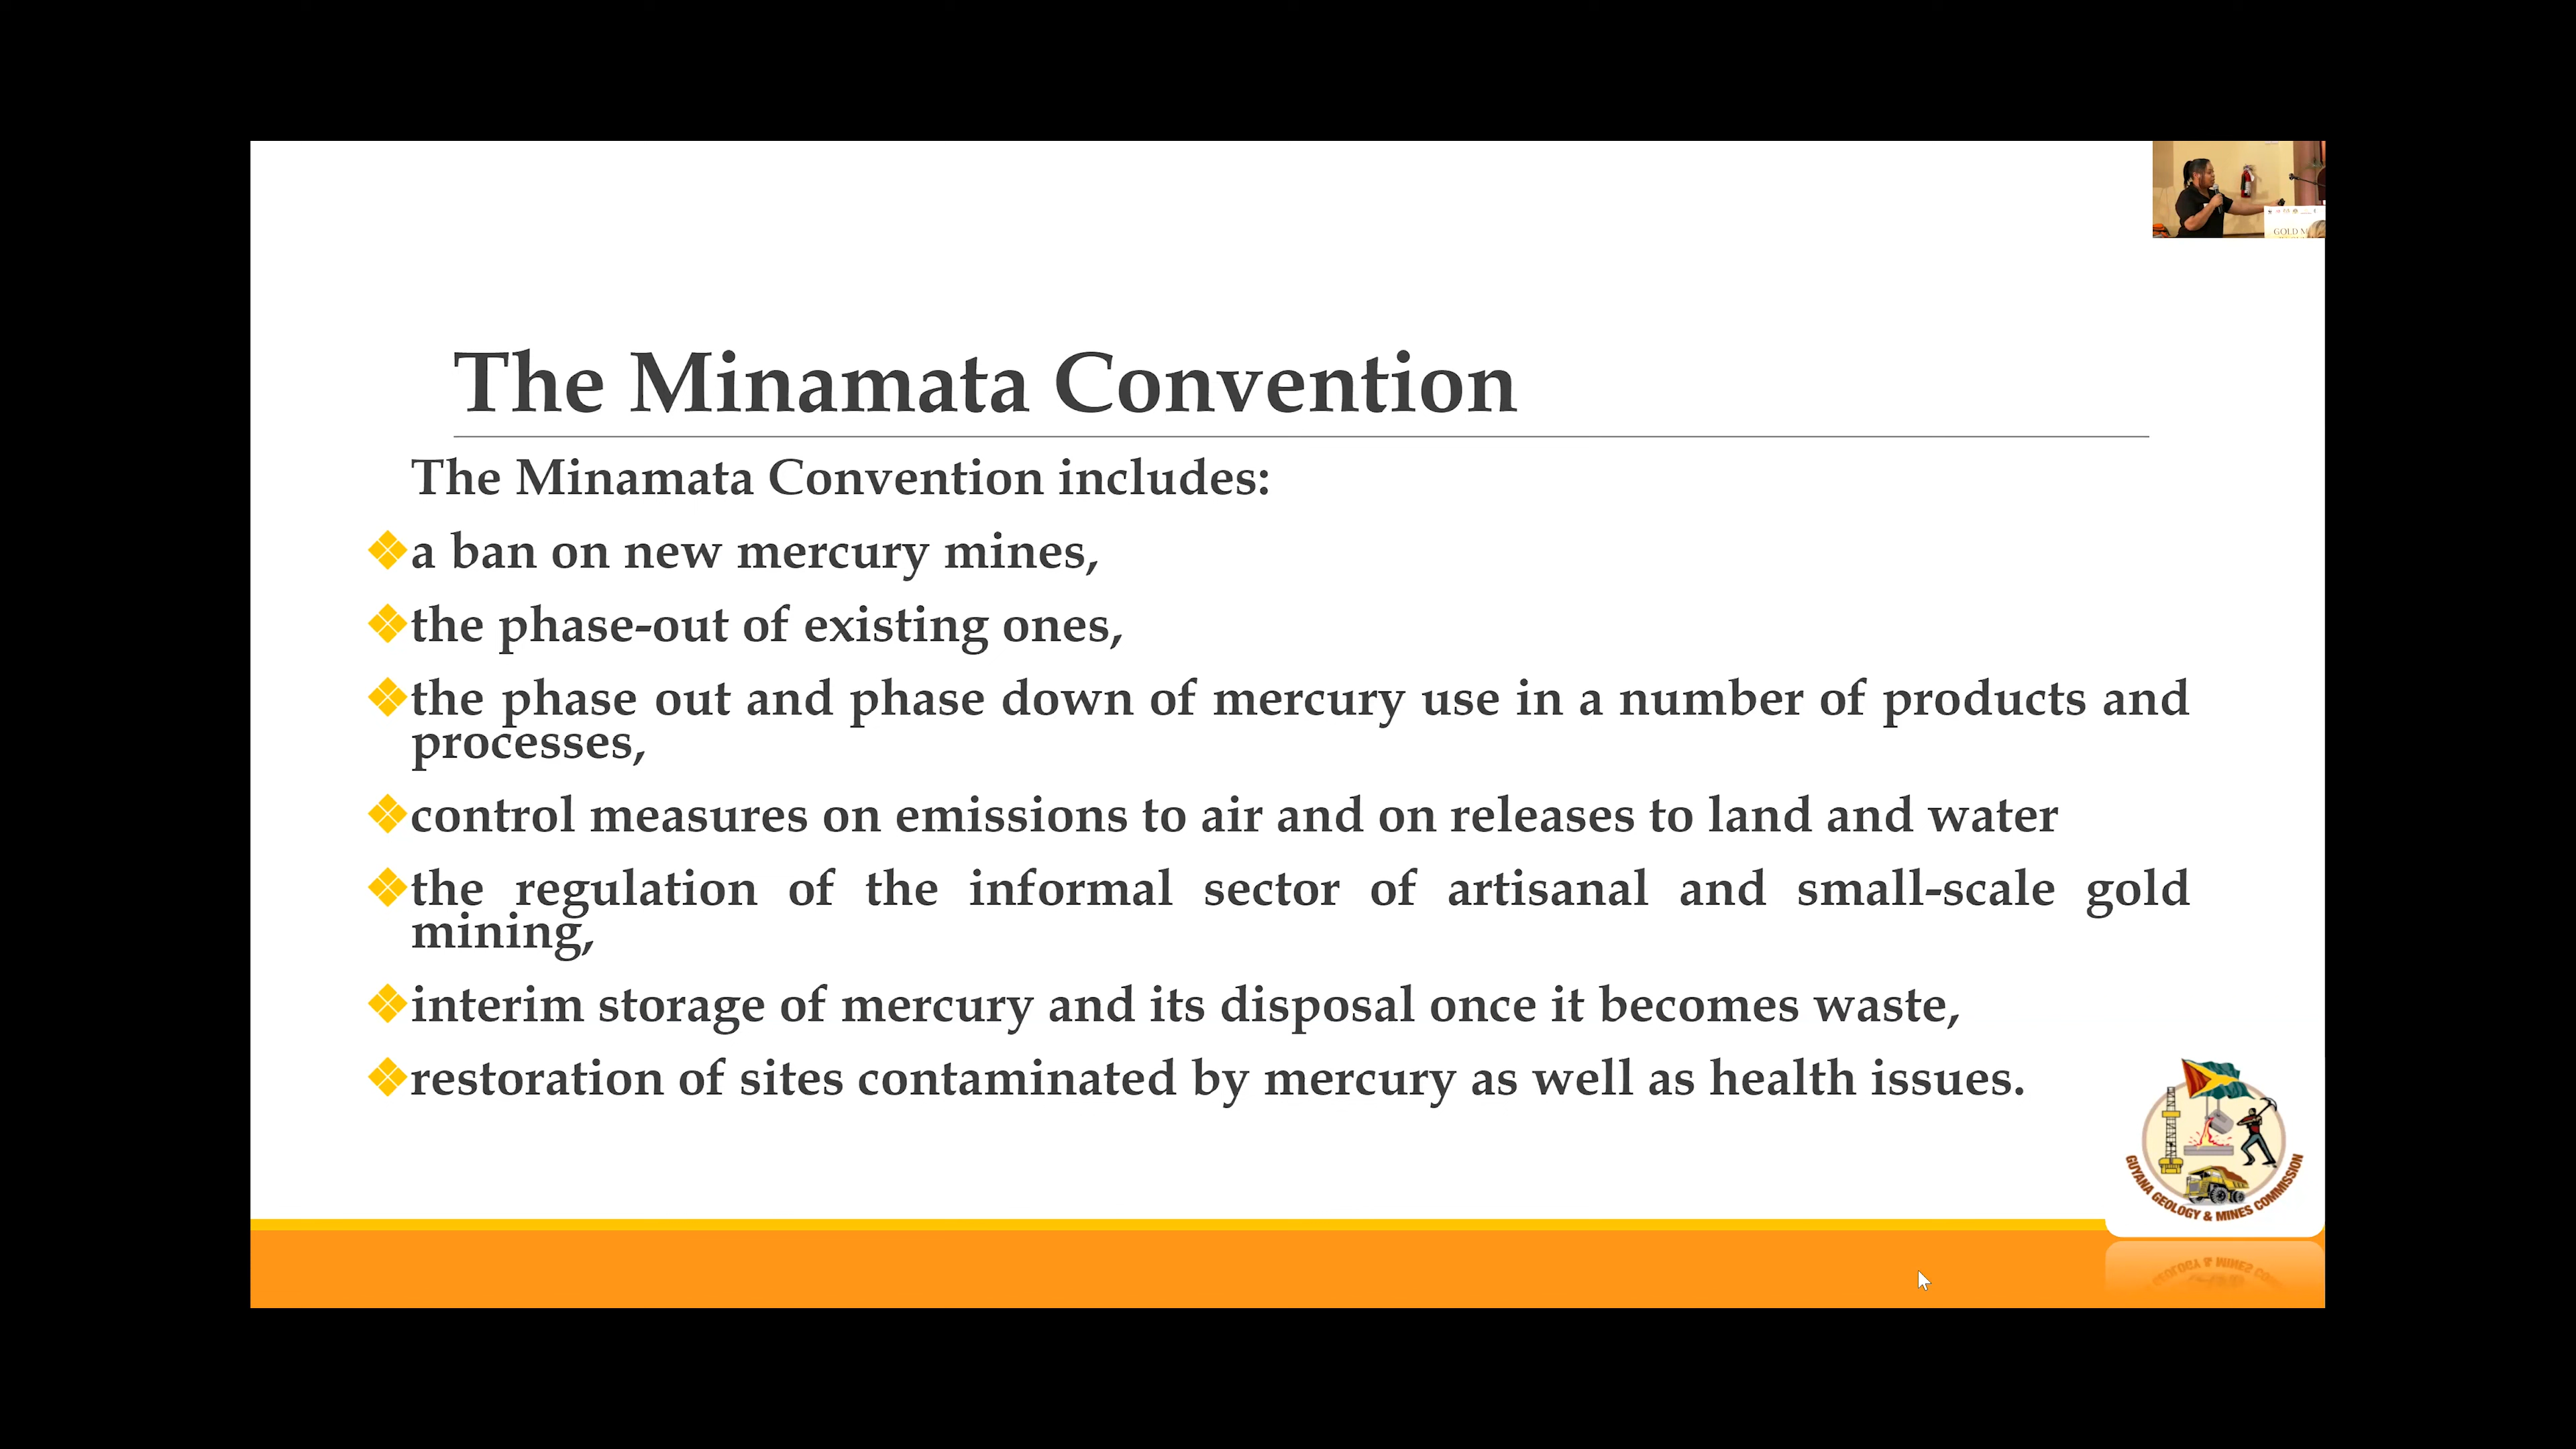 GOLD M
The Minamata Convention
The Minamata Convention includes:
❖a ban on new mercury mines,
❖the phase-out of existing ones,
❖the phase out and phase down of mercury use in a number of products and
processes,
❖control measures on emissions to air and on releases to land and water
❖the regulation of the informal sector of artisanal and small-scale gold
mining,
❖interim storage of mercury and its disposal once it becomes waste,
❖restoration of sites contaminated by mercury as well as health issues.
GUYANA GEOLOGY & MINES COMMISSION